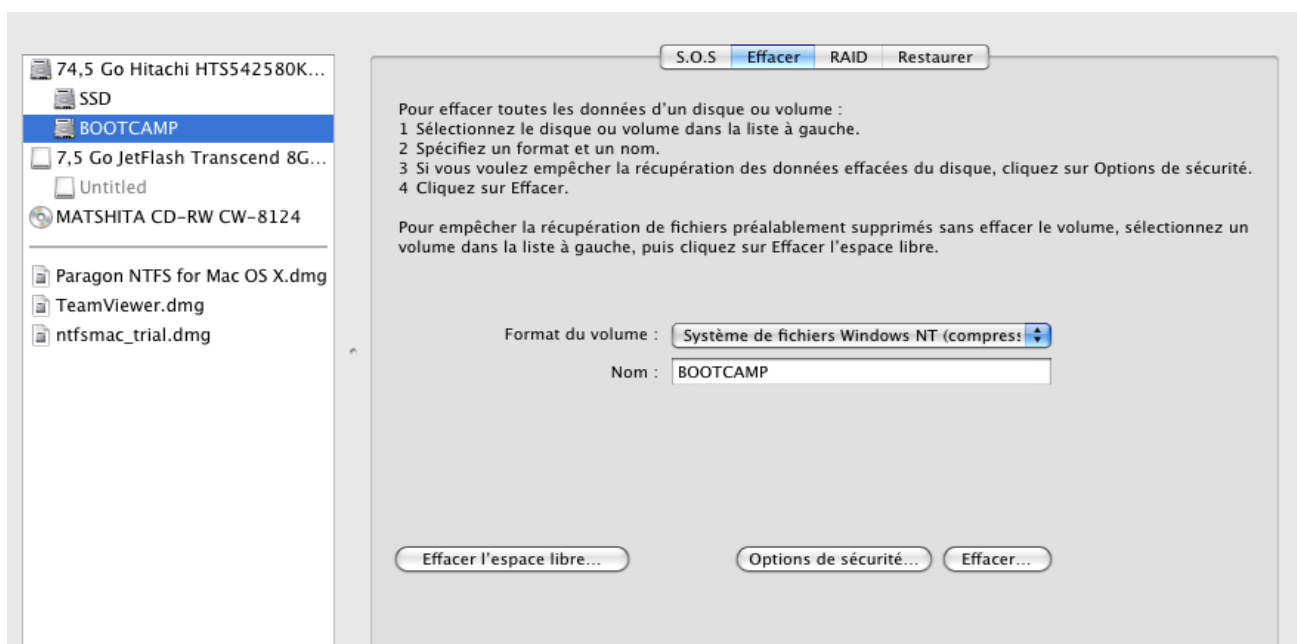 74,5 Go Hitachi HTS542580K...
SSD
BOOTCAMP
7,5 Go JetFlash Transcend 8G...
Untitled
MATSHITA CD-RW CW-8124
Paragon NTFS for Mac OS X.dmg
TeamViewer.dmg
ntfsmac_trial.dmg
S.O.S Effacer RAID Restaurer
Pour effacer toutes les données d'un disque ou volume :
1 Sélectionnez le disque ou volume dans la liste à gauche.
2 Spécifiez un format et un nom.
3 Si vous voulez empêcher la récupération des données effacées du disque, cliquez sur Options de sécurité.
4 Cliquez sur Effacer.
Pour empêcher la récupération de fichiers préalablement supprimés sans effacer le volume, sélectionnez un
volume dans la liste à gauche, puis cliquez sur Effacer l'espace libre.
Format du volume : Système de fichiers Windows NT (compress
Nom : BOOTCAMP
Effacer l'espace libre... Options de sécurité... Effacer...